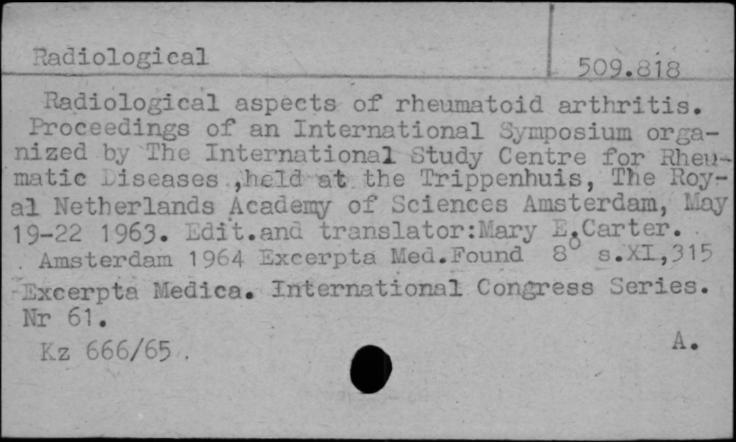 Radiological
509.818
Radiological aspects of rheumatoid arthritis.
Proceedings of an International Symposium orga-
nized by The International Study Centre for Rheu-
matic Diseases ,held at the Trippenhuis, The Roy-
al Netherlands Academy of Sciences Amsterdam, May
19-22 1963. Edit.and translator:Mary E.Carter.
Amsterdam 1964 Excerpta Med.Found 8° s.XI,315
Excerpta Medica. International Congress Series.
Nr 61.
Kz 666/65.
A.